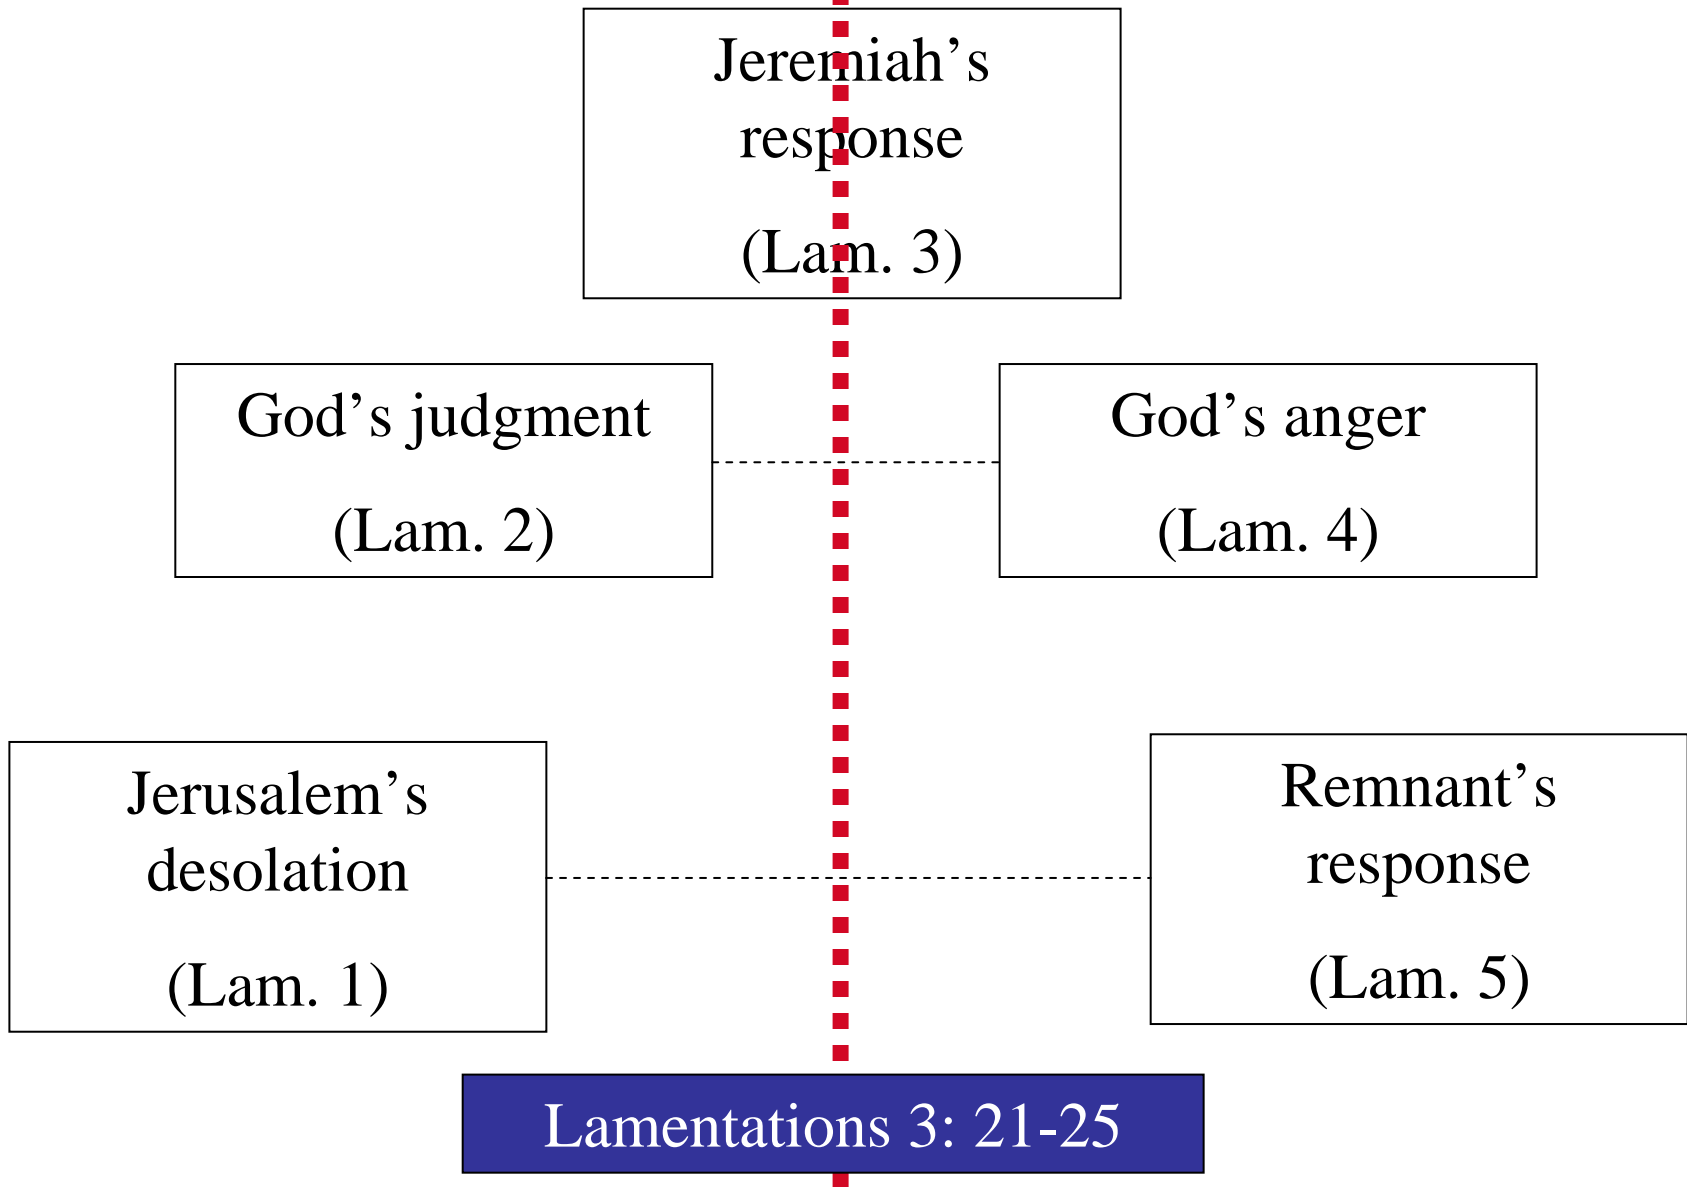 Jeremiah’s
response
(Lam. 3)
God’s judgment
(Lam. 2)
God’s anger
(Lam. 4)
Jerusalem’s
desolation
(Lam. 1)
Remnant’s
response
(Lam. 5)
Lamentations 3: 21-25